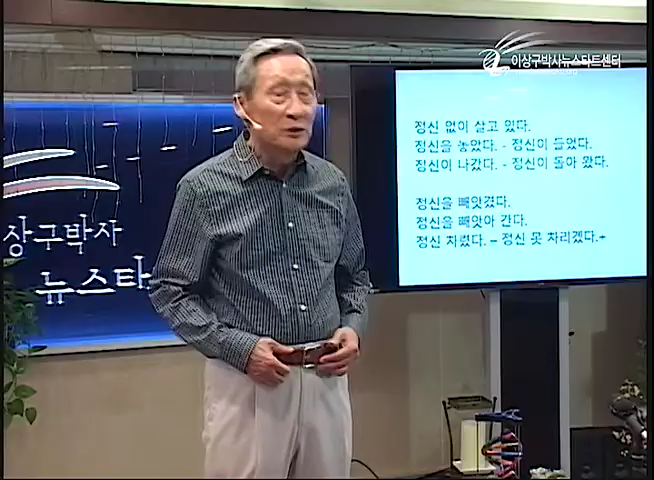 이상구박사뉴스타트센터
정신 없이 살고 있다.
정신을 놓았다. - 정신이 들었다.
정신이 나갔다. - 정신이 돌아 왔다.
정신을 빼앗겼다.
정신을 빼앗아 간다.
정신 차렸다. – 정신 못 차리겠다.+
상구박사
뉴스타